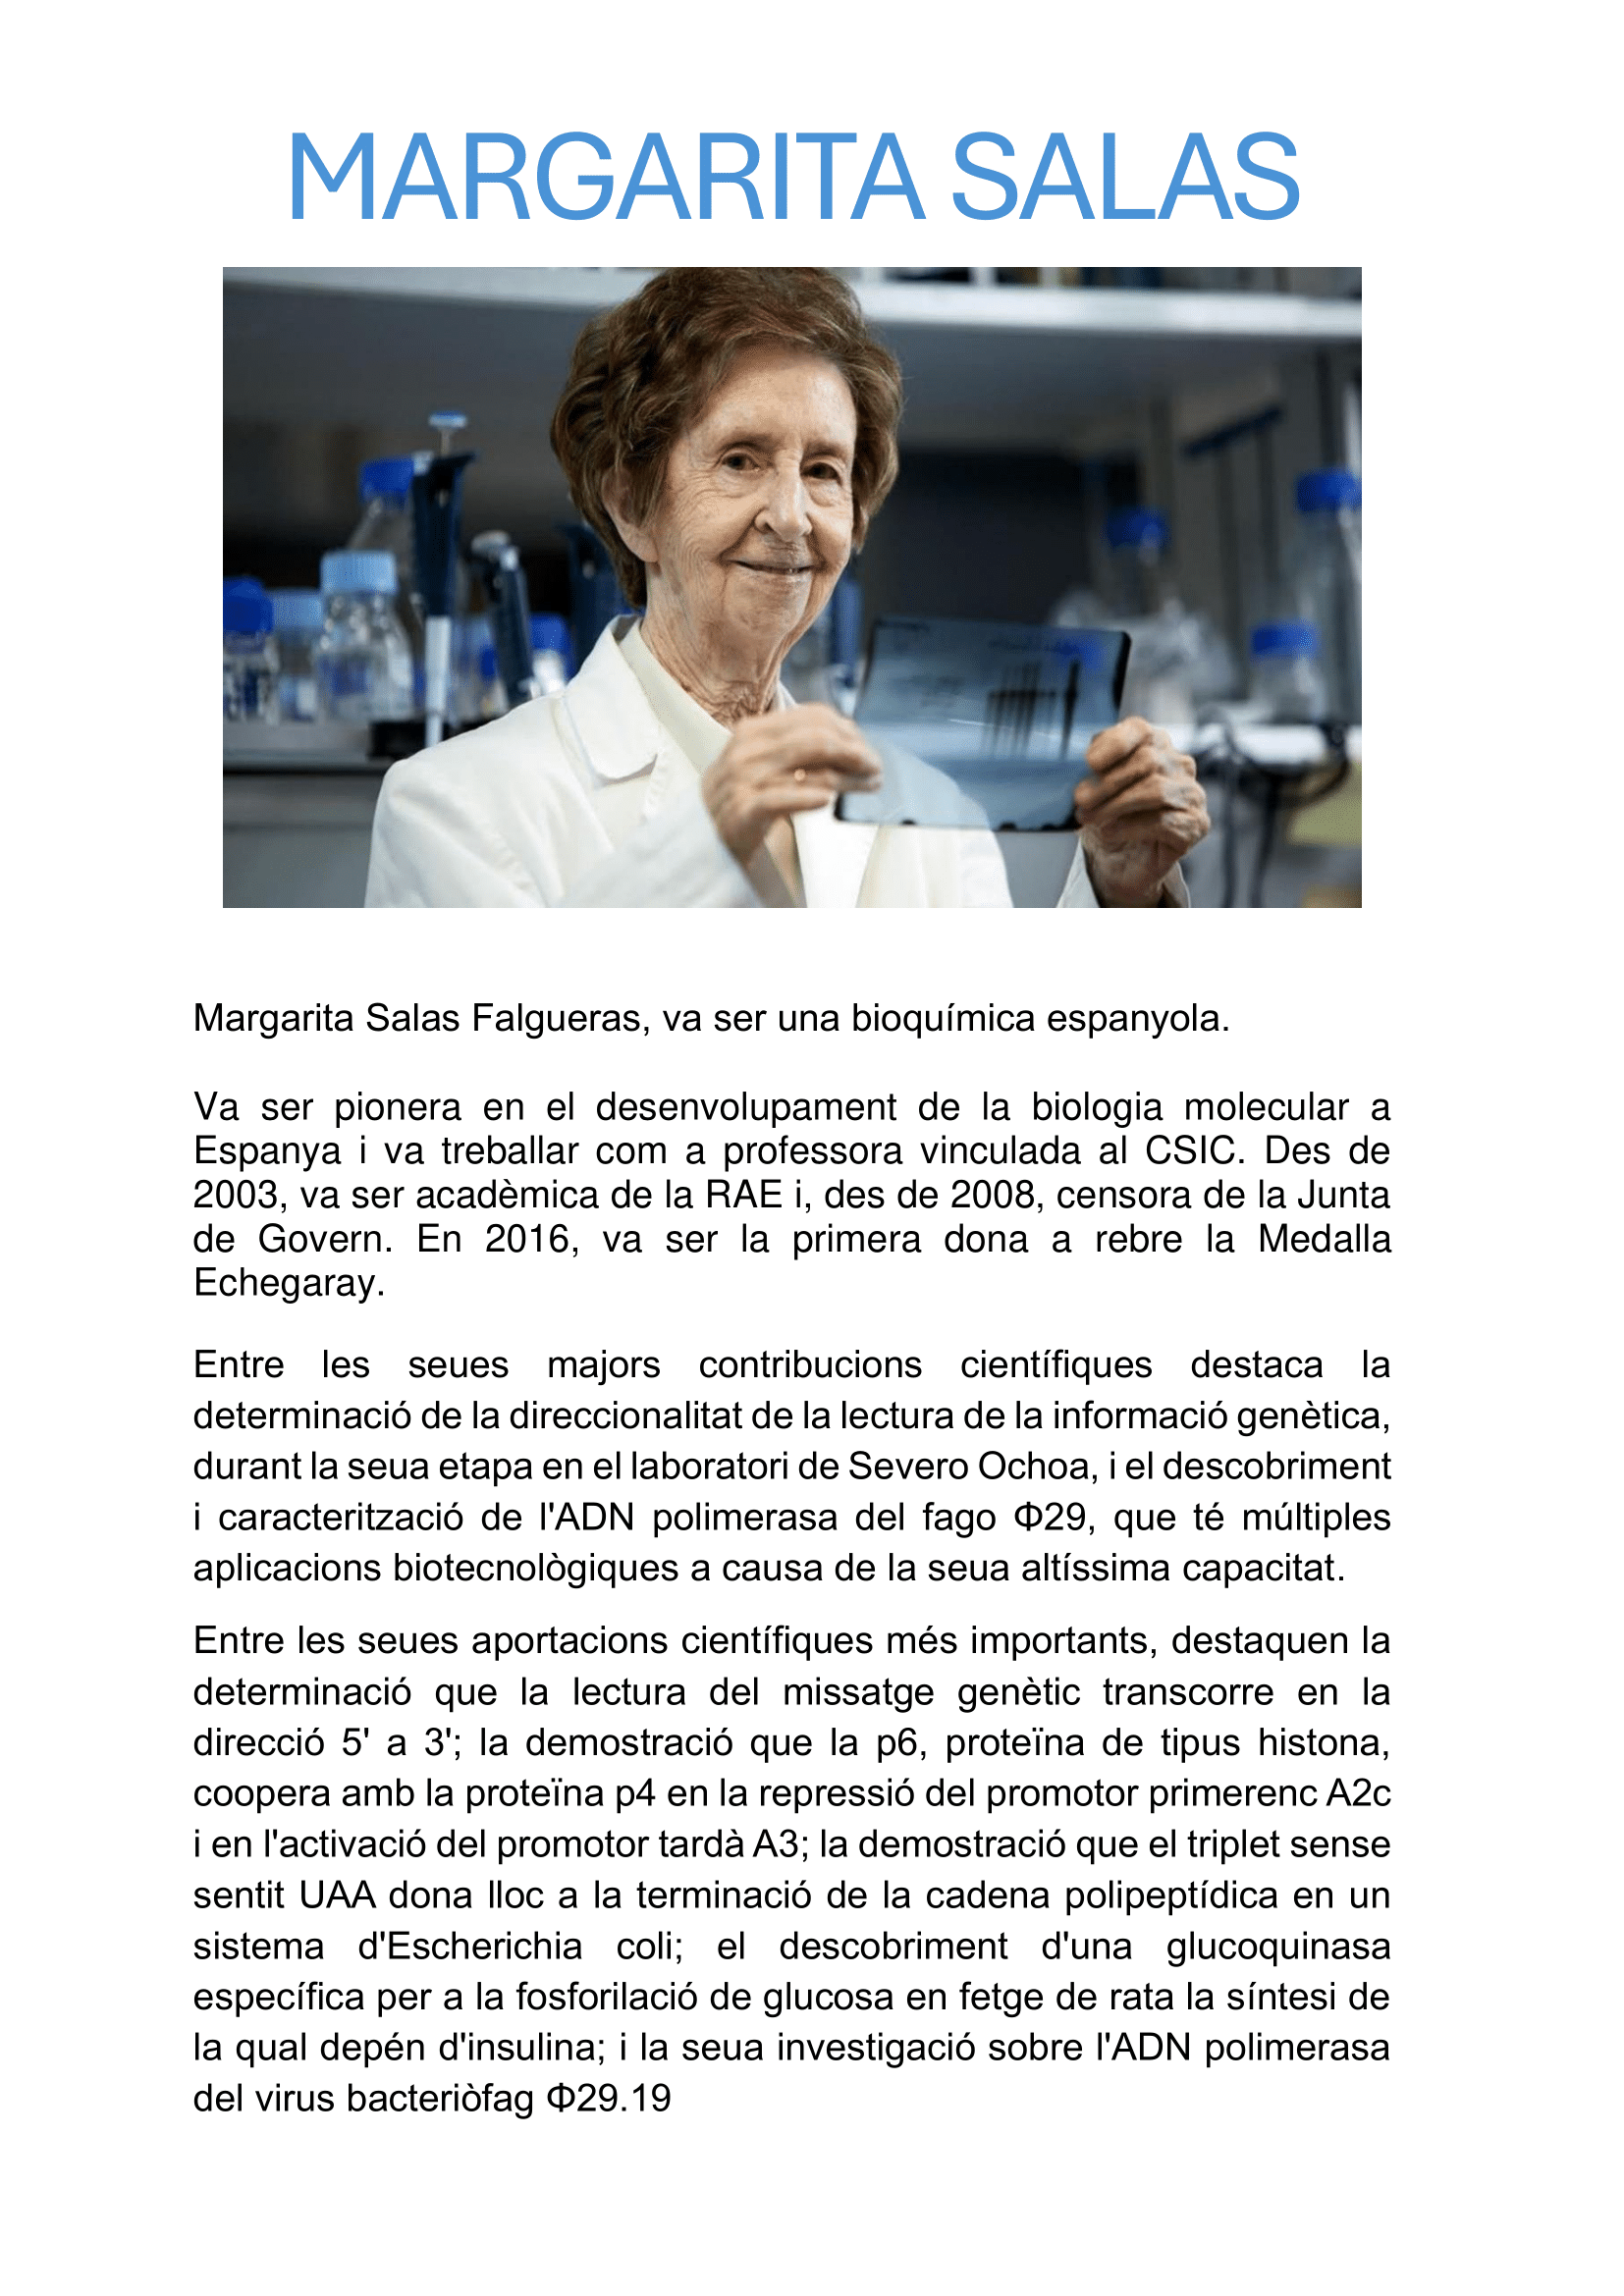 MARGARITA SALAS
Margarita Salas Falgueras, va ser una bioquímica espanyola.
Va ser pionera en el desenvolupament de la biologia molecular a
Espanya i va treballar com a professora vinculada al CSIC. Des de
2003, va ser acadèmica de la RAE i, des de 2008, censora de la Junta
de Govern. En 2016, va ser la primera dona a rebre la Medalla
Echegaray.
Entre les seues majors contribucions científiques destaca la
determinació de la direccionalitat de la lectura de la informació genètica,
durant la seua etapa en el laboratori de Severo Ochoa, i el descobriment
i caracterització de l'ADN polimerasa del fago Φ29, que té múltiples
aplicacions biotecnològiques a causa de la seua altíssima capacitat.
Entre les seues aportacions científiques més importants, destaquen la
determinació que la lectura del missatge genètic transcorre en la
direcció 5' a 3'; la demostració que la p6, proteïna de tipus histona,
coopera amb la proteïna p4 en la repressió del promotor primerenc A2c
i en l'activació del promotor tardà A3; la demostració que el triplet sense
sentit UAA dona lloc a la terminació de la cadena polipeptídica en un
sistema d'Escherichia coli; el descobriment d'una glucoquinasa
específica per a la fosforilació de glucosa en fetge de rata la síntesi de
la qual depén d'insulina; i la seua investigació sobre l'ADN polimerasa
del virus bacteriòfag Φ29.19